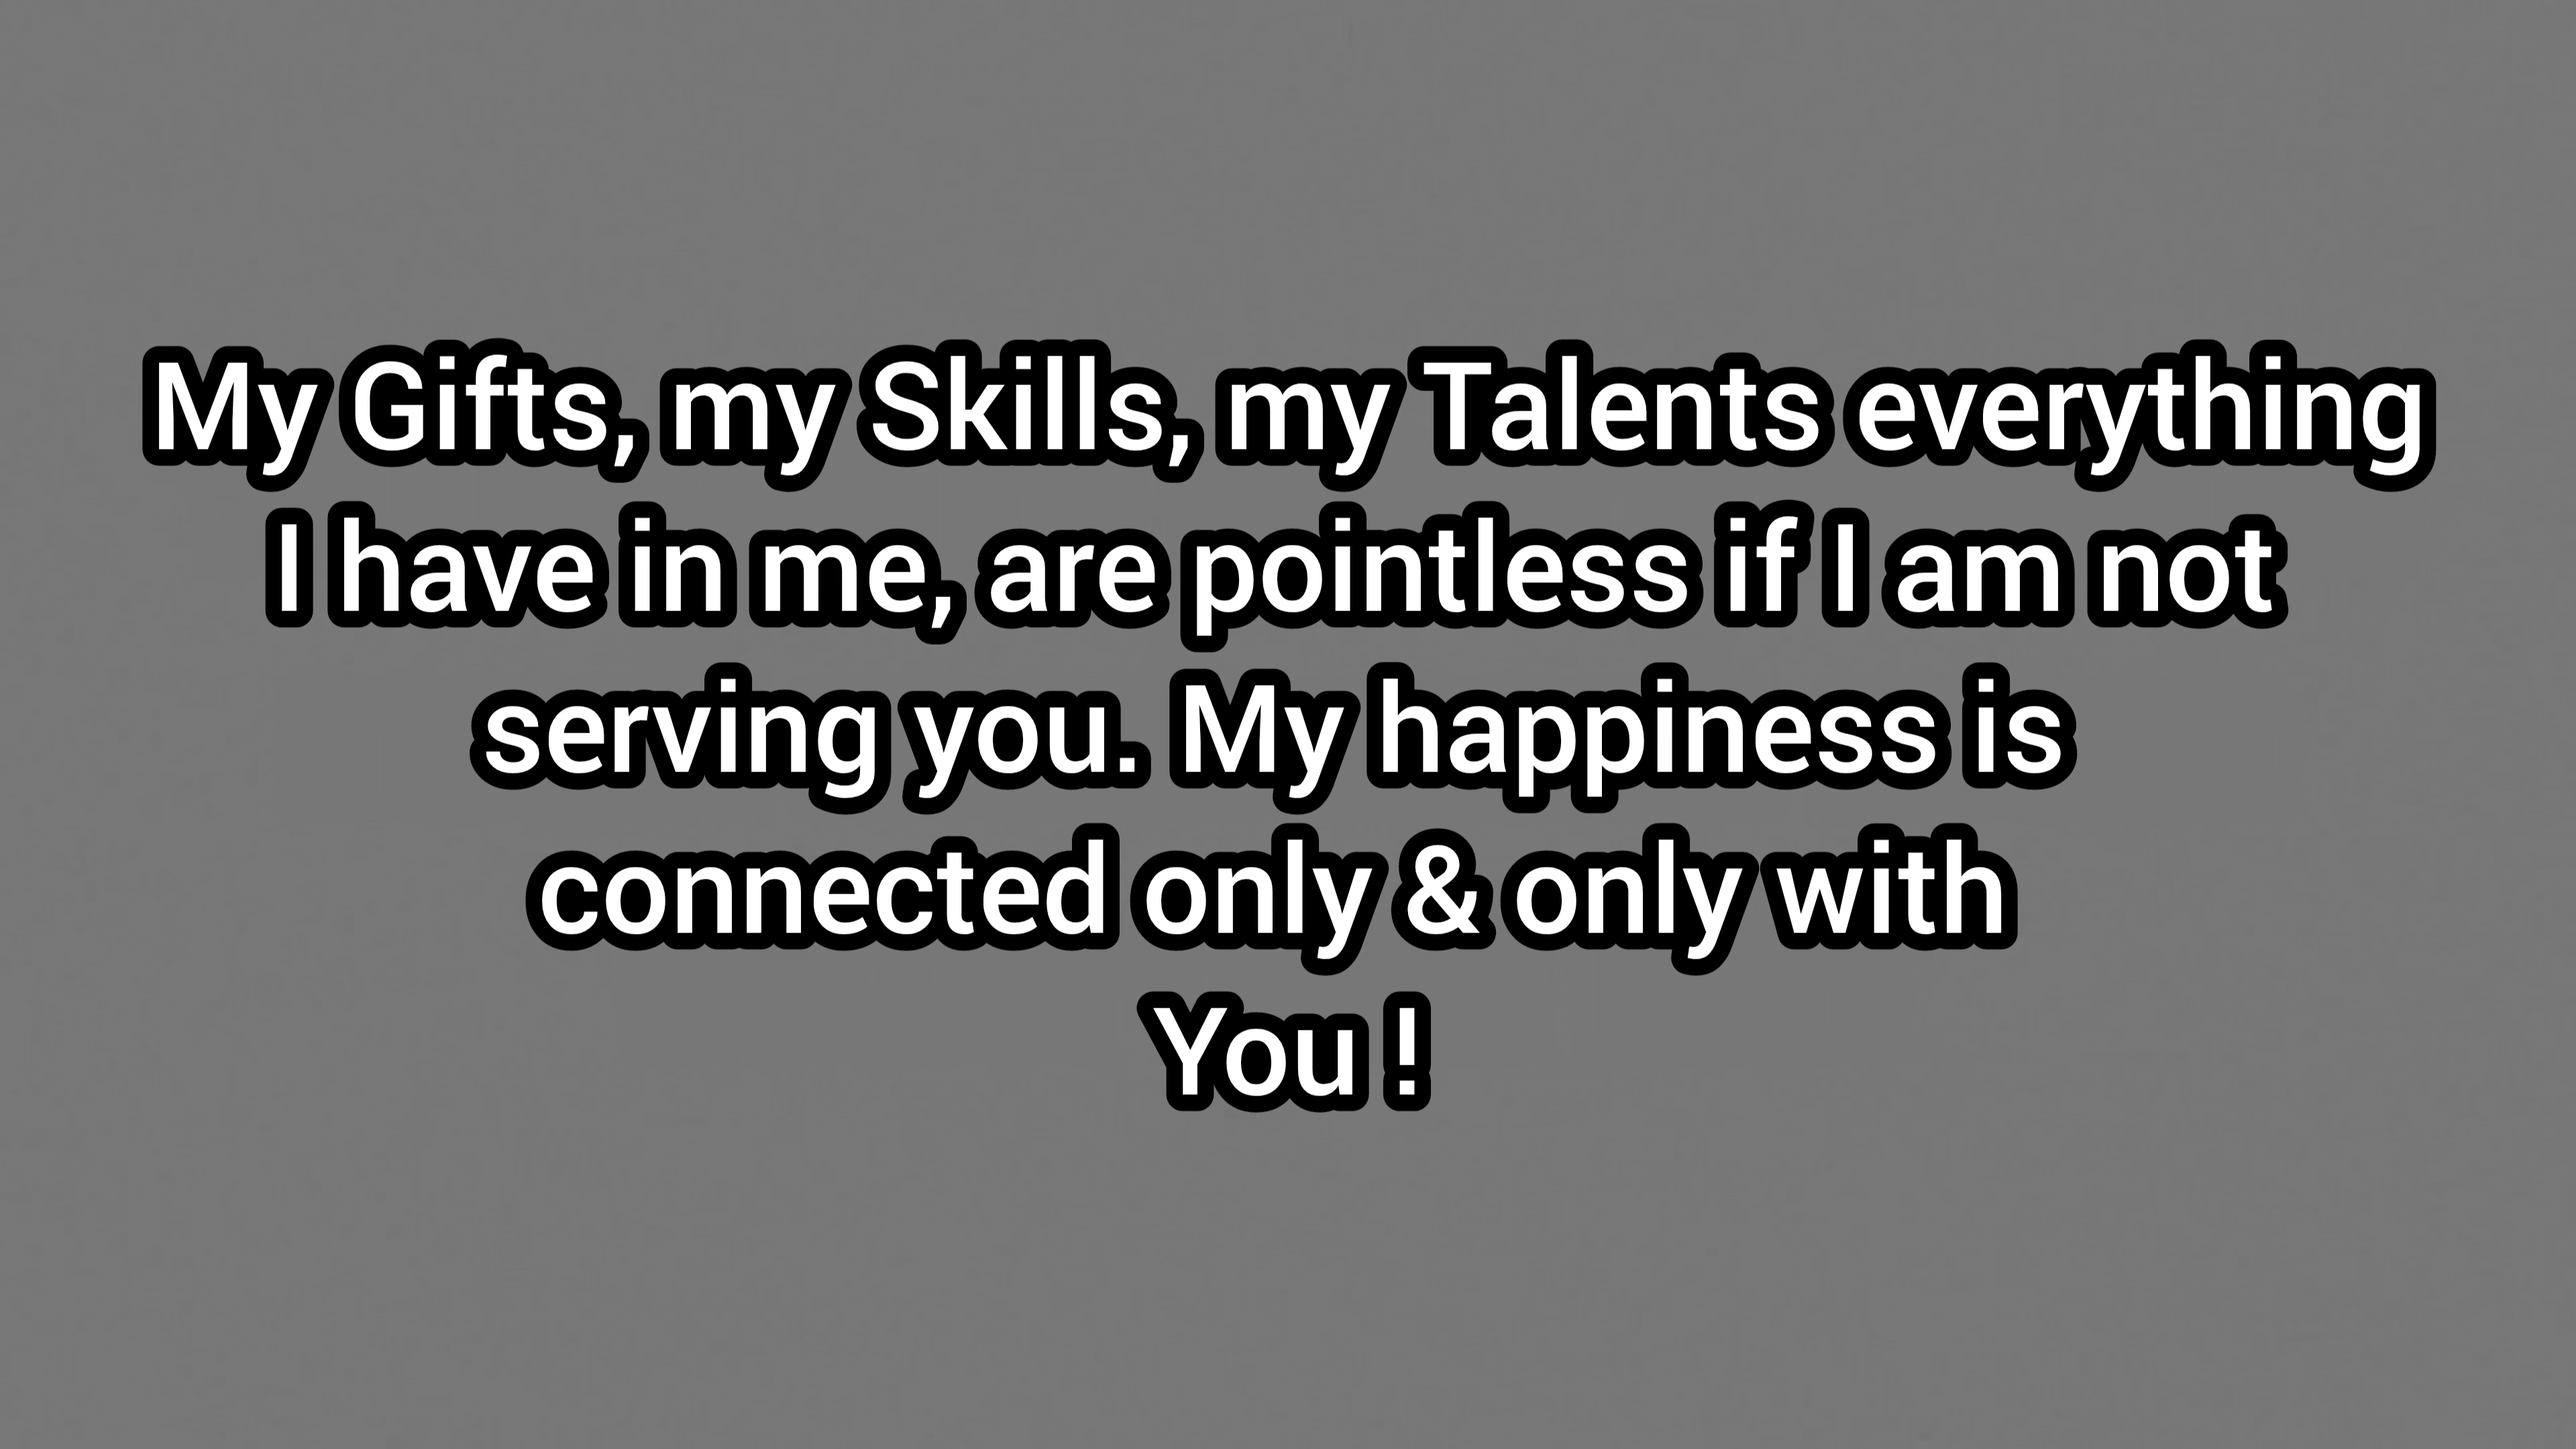 My Gifts, my Skills, my Talents everything
I have in me, are pointless if I am not
serving you. My happiness is
connected only & only with
You !